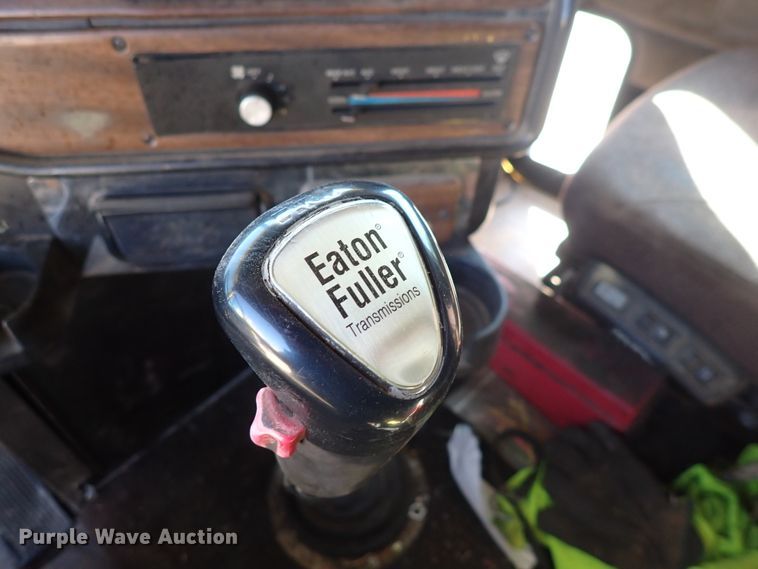 Eaton®
Fuller®
Transmissions
Purple Wave Auction